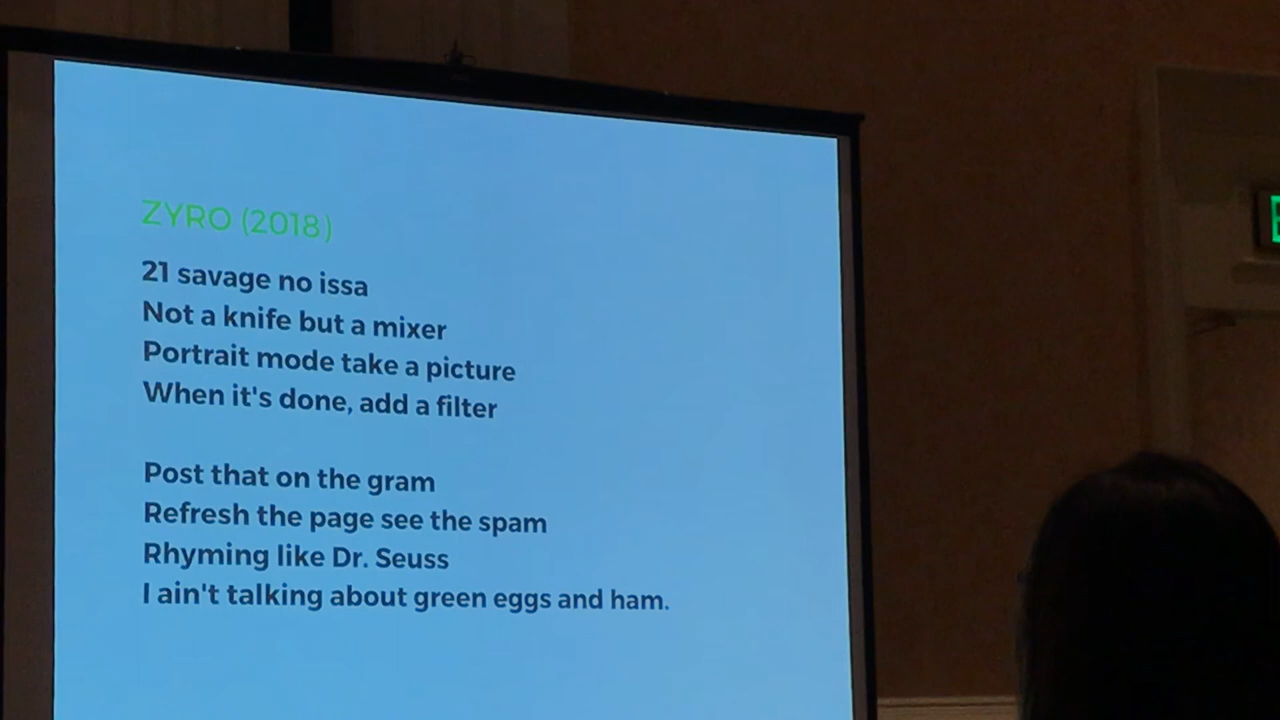 ZYRO (2018)
21 savage no issa
Not a knife but a mixer
Portrait mode take a picture
When it's done, add a filter
Post that on the gram
Refresh the page see the spam
Rhyming like Dr. Seuss
I ain't talking about green eggs and ham.